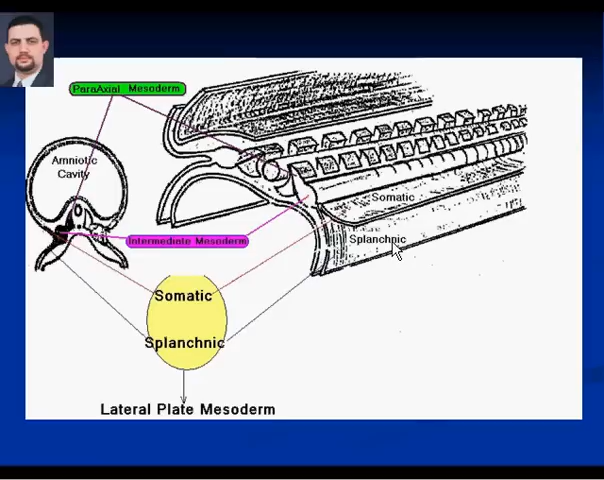 ParaAxial Mesoderm
Amniotic
Cavity
Somatic
Intermediate Mesoderm
Splanchnic
Somatic
Splanchnic
Lateral Plate Mesoderm